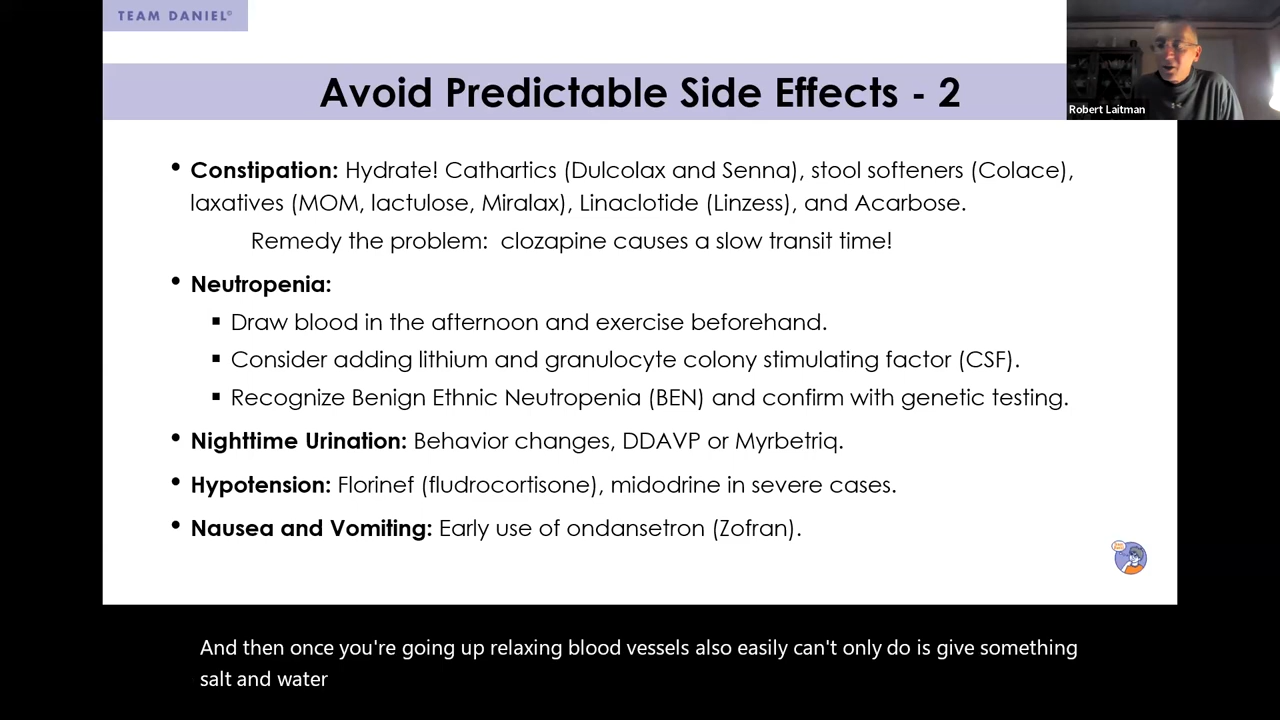 TEAM DANIEL®
Avoid Predictable Side Effects - 2
Robert Laitman
• Constipation: Hydrate! Cathartics (Dulcolax and Senna), stool softeners (Colace),
laxatives (MOM, lactulose, Miralax), Linaclotide (Linzess), and Acarbose.
Remedy the problem: clozapine causes a slow transit time!
• Neutropenia:
▪ Draw blood in the afternoon and exercise beforehand.
▪ Consider adding lithium and granulocyte colony stimulating factor (CSF).
▪ Recognize Benign Ethnic Neutropenia (BEN) and confirm with genetic testing.
• Nighttime Urination: Behavior changes, DDAVP or Myrbetriq.
• Hypotension: Florinef (fludrocortisone), midodrine in severe cases.
• Nausea and Vomiting: Early use of ondansetron (Zofran).
And then once you're going up relaxing blood vessels also easily can't only do is give something
salt and water